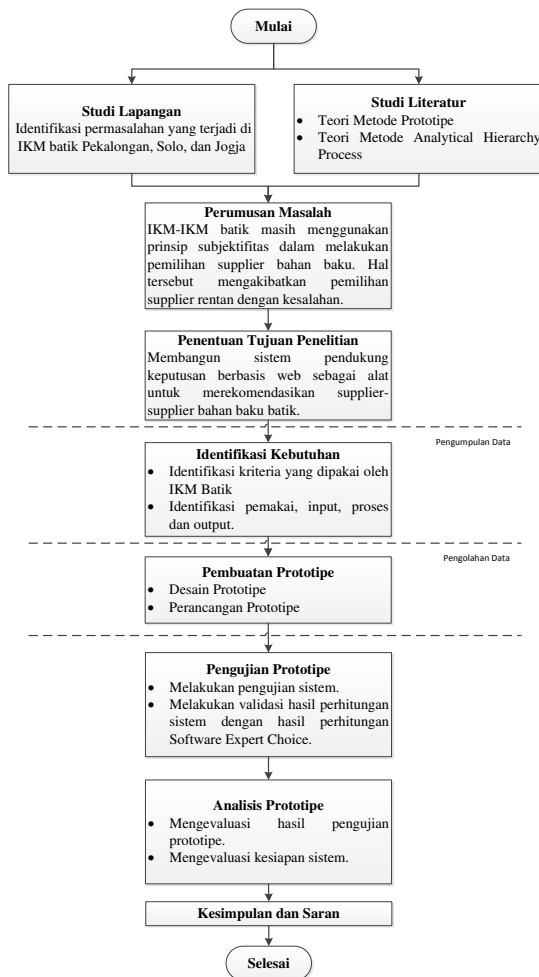 Mulai
Studi Lapangan
Identifikasi permasalahan yang terjadi di
IKM batik Pekalongan, Solo, dan Jogja
Studi Literatur
• Teori Metode Prototipe
• Teori Metode Analytical Hierarchy
Process
Perumusan Masalah
IKM-IKM batik masih menggunakan
prinsip subjektifitas dalam melakukan
pemilihan supplier bahan baku. Hal
tersebut mengakibatkan pemilihan
supplier rentan dengan kesalahan.
Penentuan Tujuan Penelitian
Membangun sistem pendukung
keputusan berbasis web sebagai alat
untuk merekomendasikan supplier-
supplier bahan baku batik.
Pengumpulan Data
Identifikasi Kebutuhan
• Identifikasi kriteria yang dipakai oleh
IKM Batik
• Identifikasi pemakai, input, proses
dan output.
Pengolahan Data
Pembuatan Prototipe
• Desain Prototipe
• Perancangan Prototipe
Pengujian Prototipe
• Melakukan pengujian sistem.
• Melakukan validasi hasil perhitungan
sistem dengan hasil perhitungan
Software Expert Choice.
Analisis Prototipe
• Mengevaluasi hasil pengujian
prototipe.
• Mengevaluasi kesiapan sistem.
Kesimpulan dan Saran
Selesai